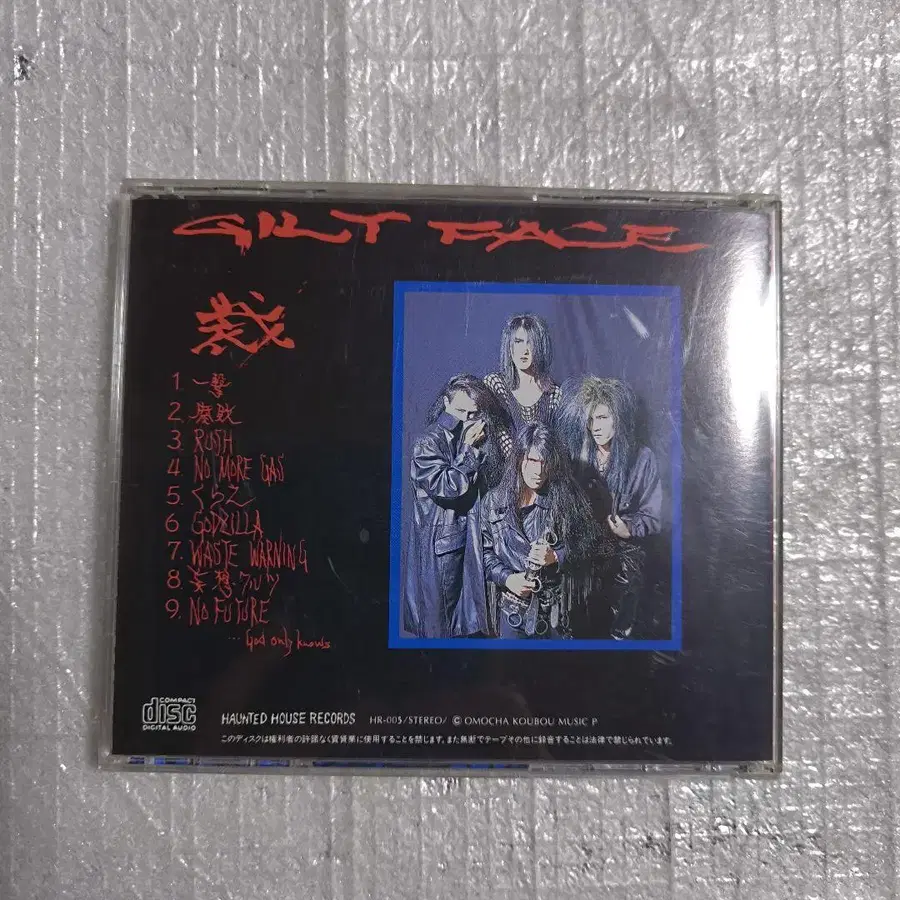 GILT FACE
裁
1. 一撃
2. 腐敗
3 RUSH
4 NO MORE GAS
5. くらえ
6 GODZILLA
7. WASTE WARNING
8. 妄想ワルツ
9. NO FUTURE
...God only knows
COMPACT
disc
DIGITAL AUDIO
HAUNTED HOUSE RECORDS HR-005/STEREO/ © OMOCHA KOUBOU MUSIC P
このディスクは権利者の許諾なく賃貸業に使用することを禁じます。また無断でテープその他に録音することは法律で禁じられています。